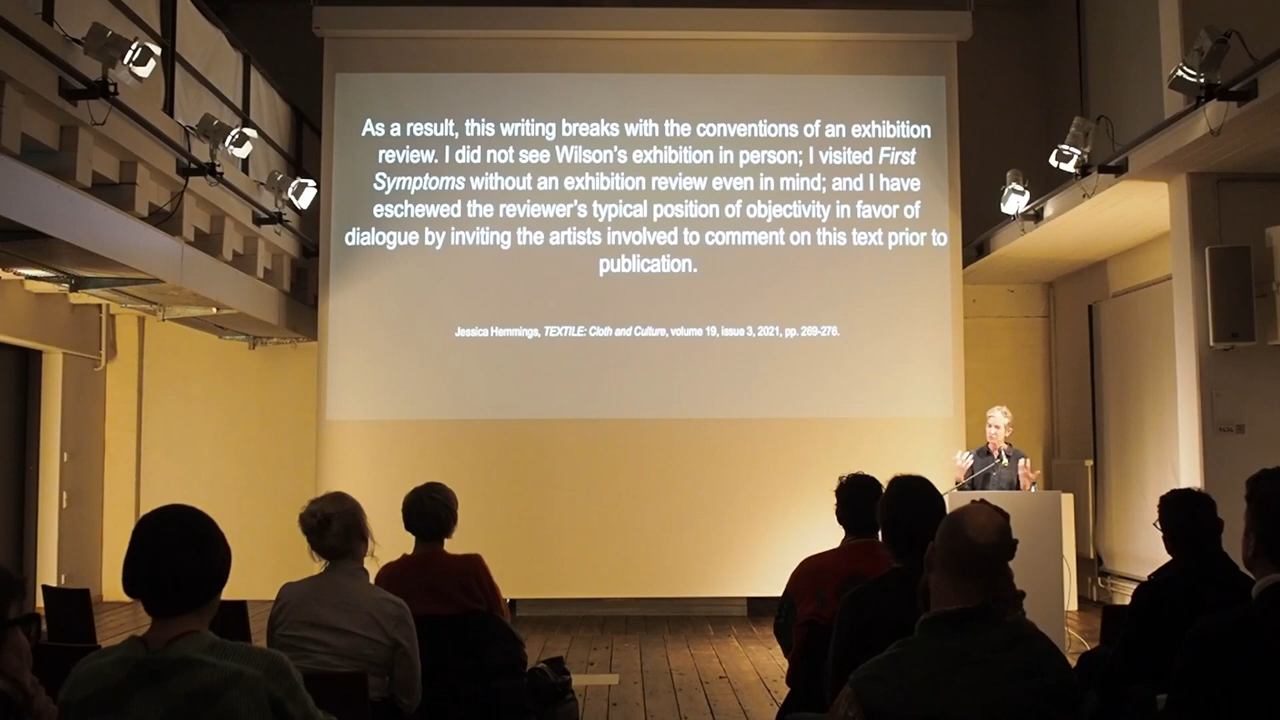 As a result, this writing breaks with the conventions of an exhibition
review. I did not see Wilson's exhibition in person; I visited First
Symptoms without an exhibition review even in mind; and I have
eschewed the reviewer's typical position of objectivity in favor of
dialogue by inviting the artists involved to comment on this text prior to
publication.
Jessica Hemmings, TEXTILE: Cloth and Culture, volume 19, issue 3, 2021, pp. 269-276.